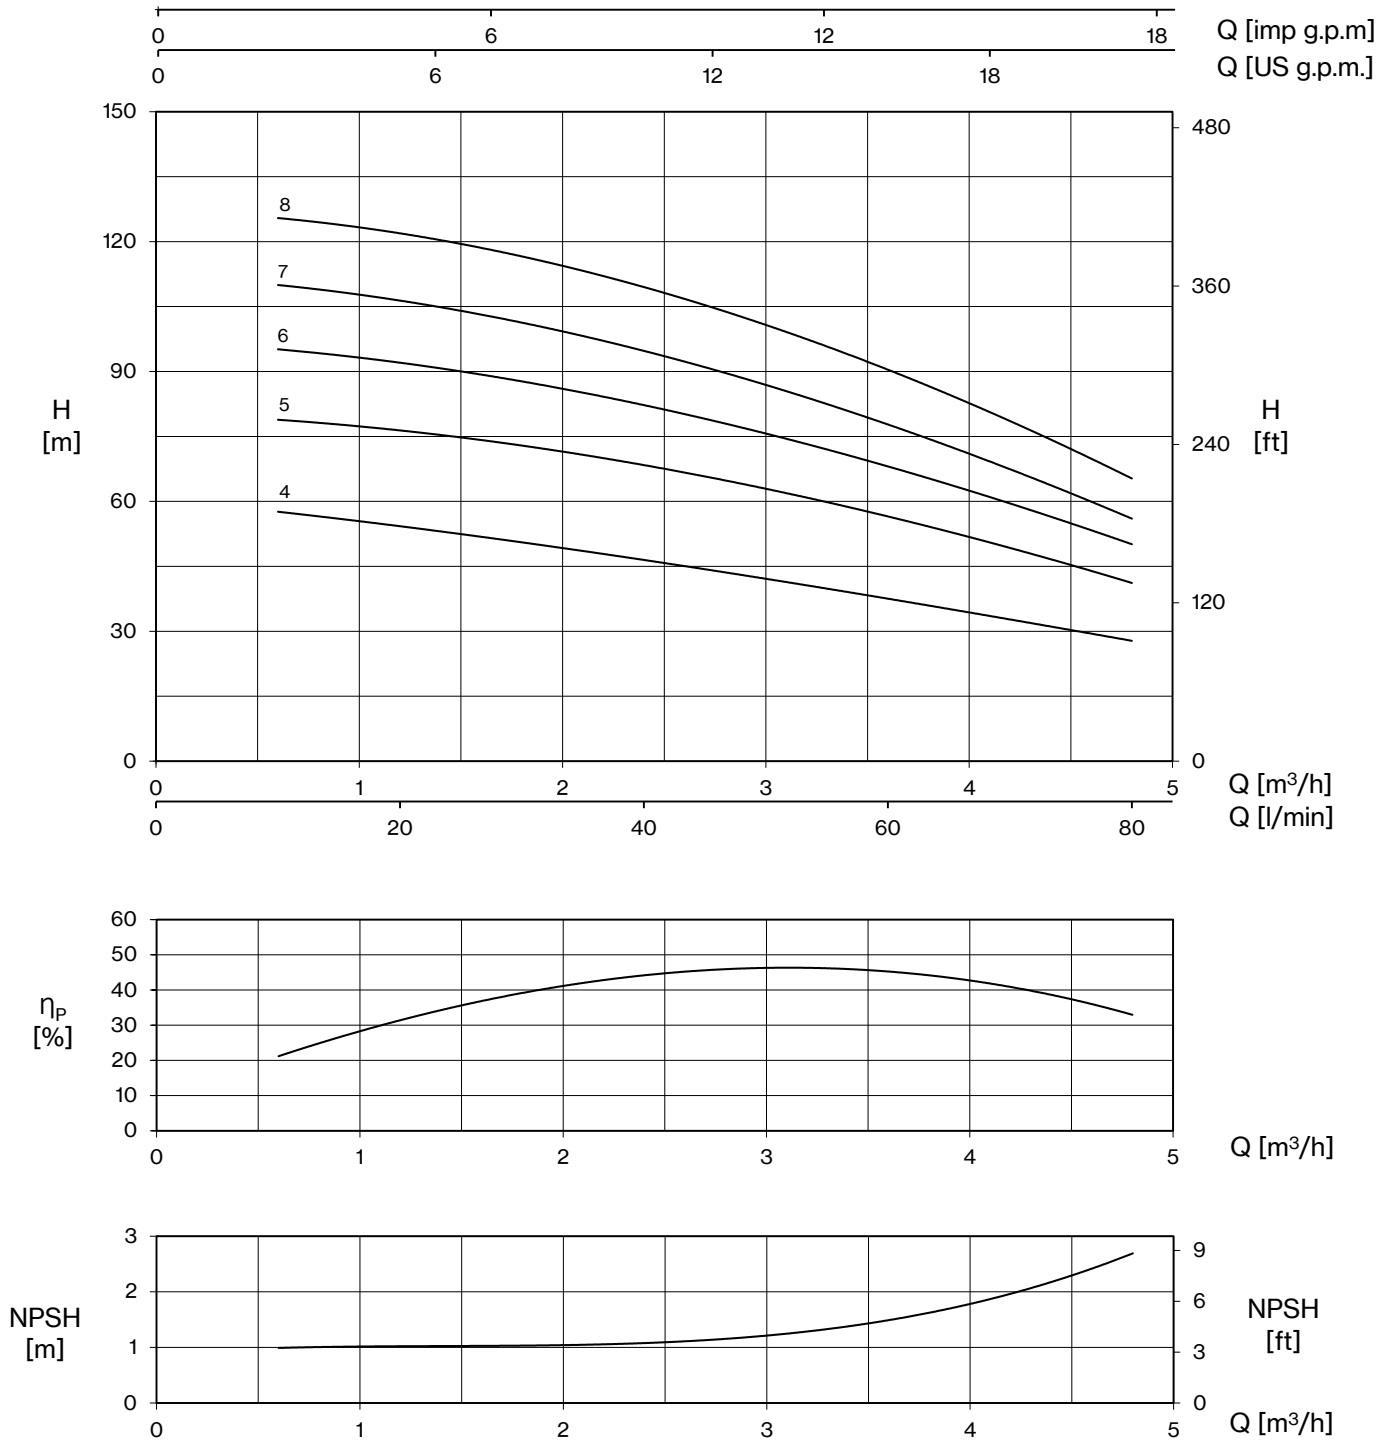 0 6 12 18 Q [imp g.p.m]
0 6 12 18 Q [US g.p.m.]
150 480
8
120
7 360
6
90
5
H [m]
240
H [ft]
4
60
120
30
0 0
0 1 2 3 4 5 Q [m³/h]
0 20 40 60 80 Q [l/min]
60
50
40
η_P [%]
30
20
10
0
0 1 2 3 4 5 Q [m³/h]
3 9
2 6
NPSH [m]
NPSH [ft]
1 3
0 0
0 1 2 3 4 5 Q [m³/h]